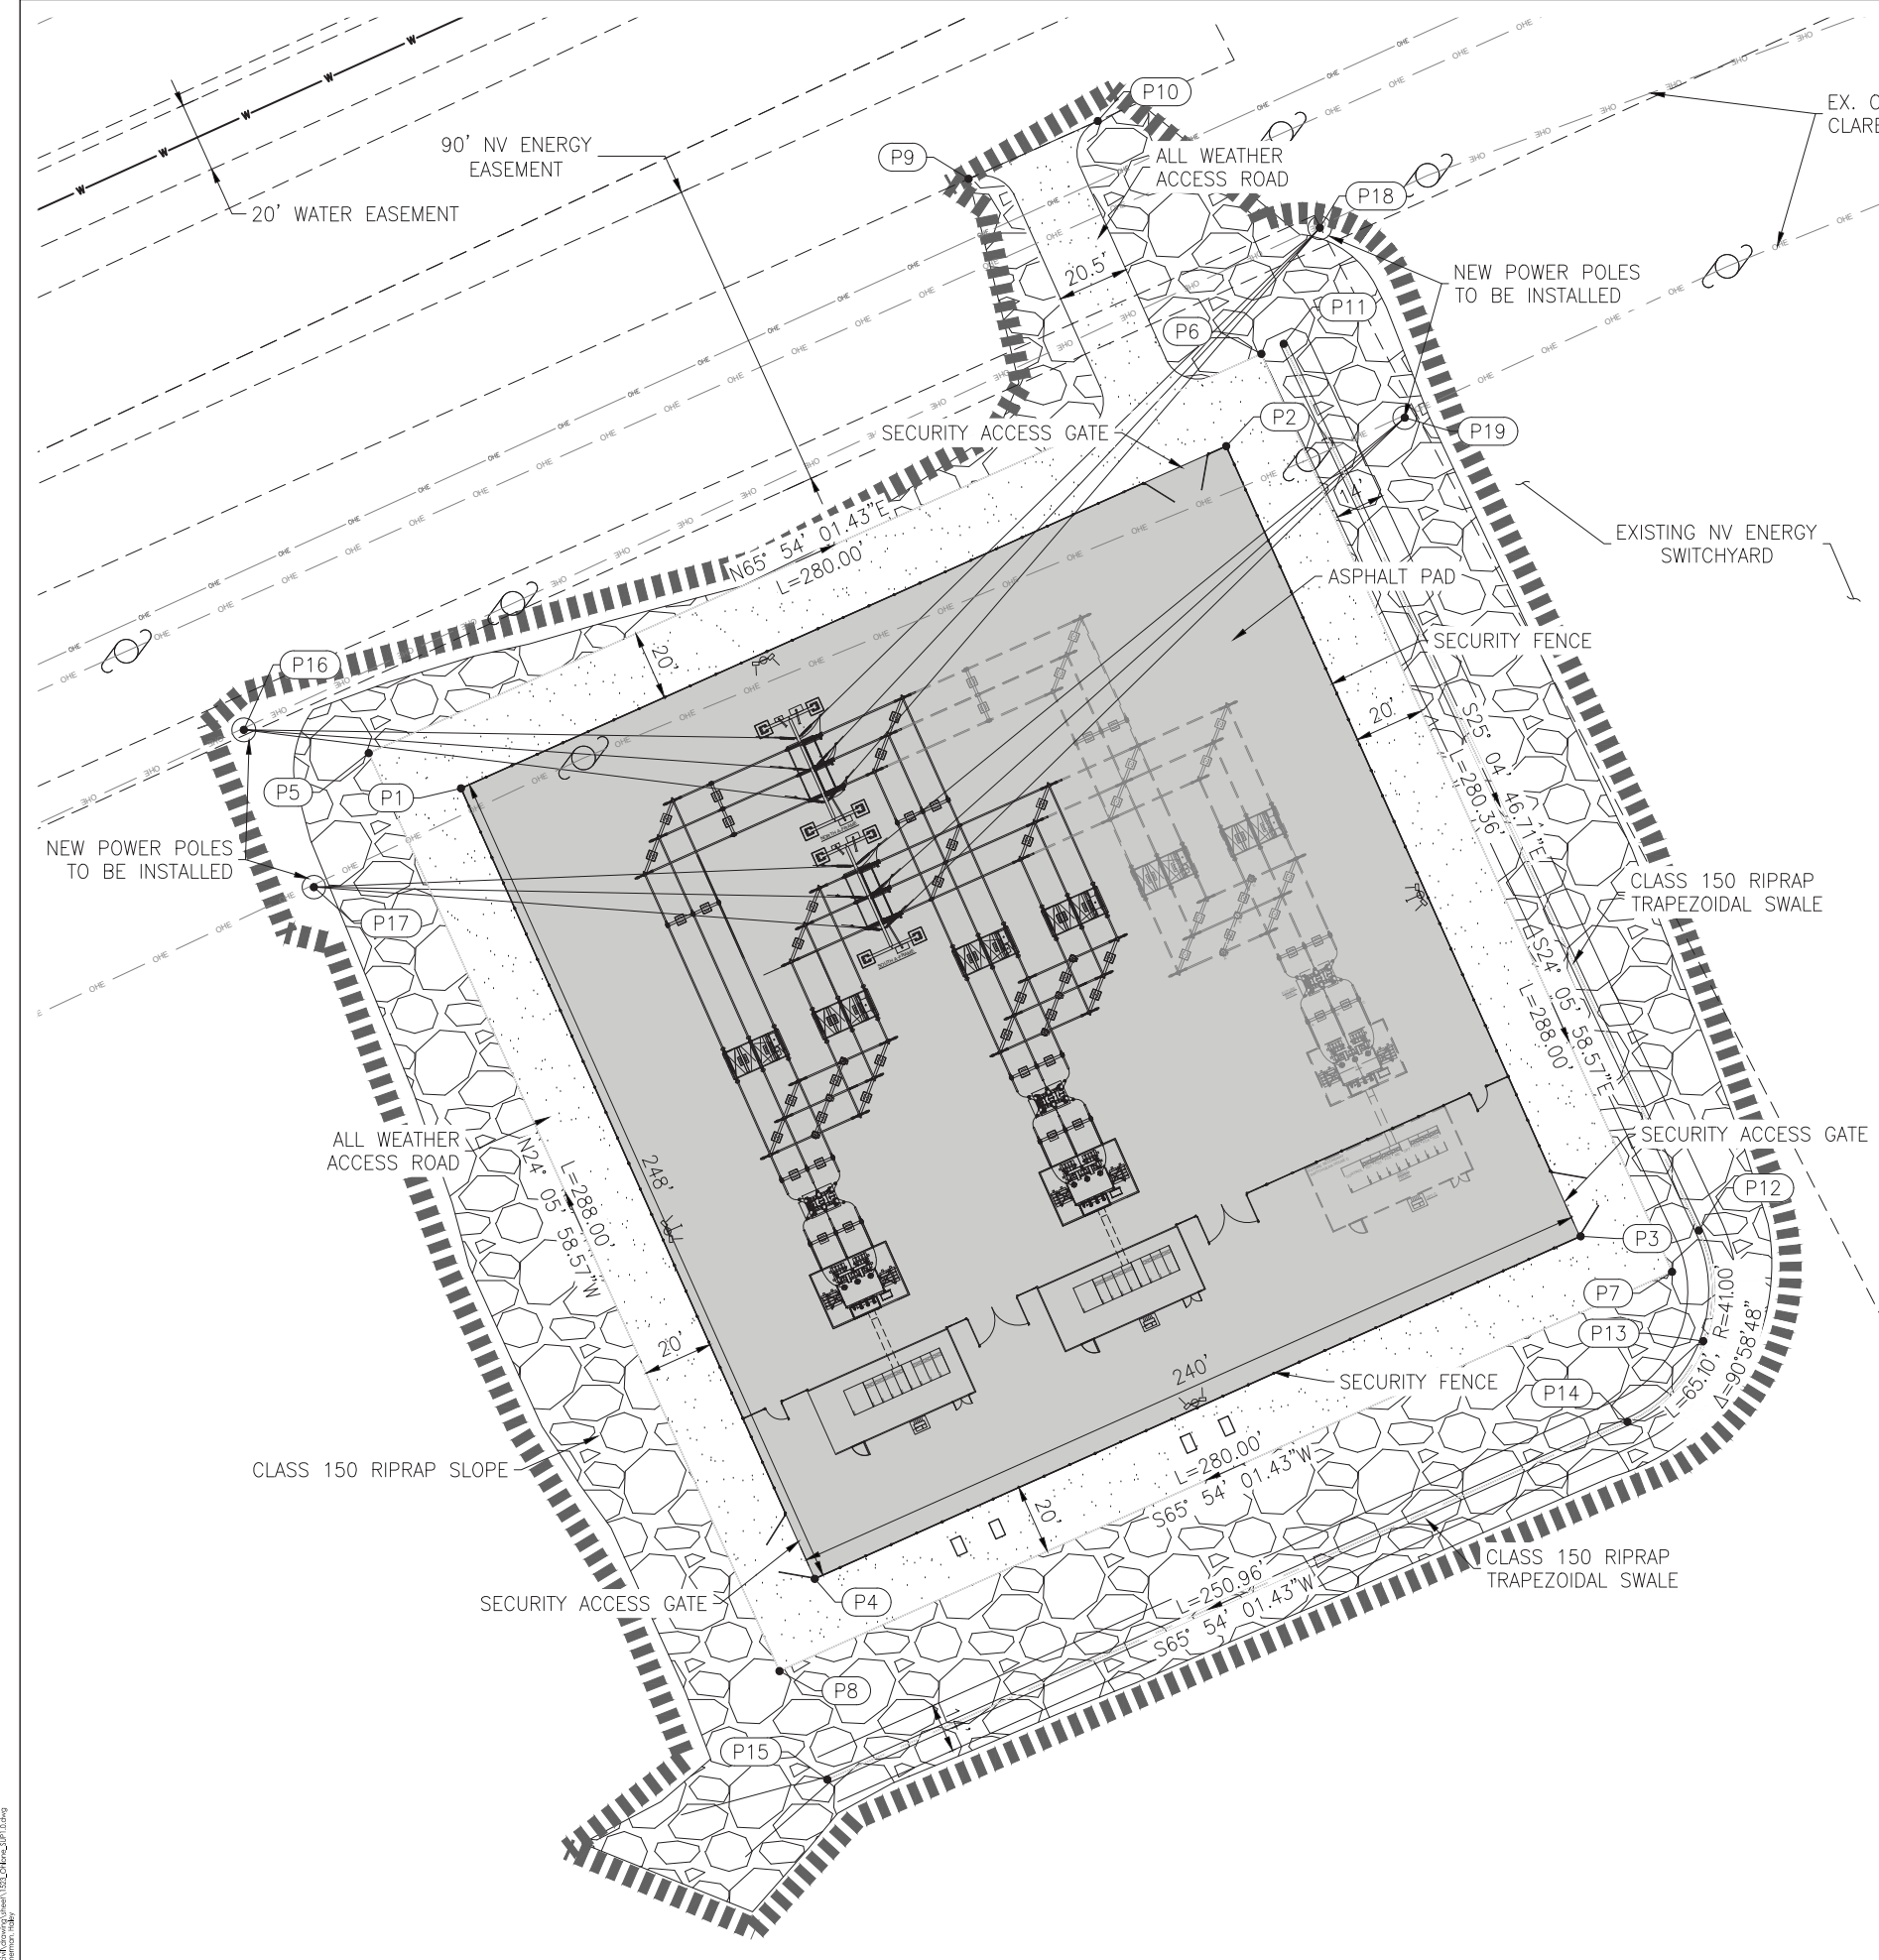 W
W
W
W
W
90' NV ENERGY
EASEMENT
20' WATER EASEMENT
P10
P9
ALL WEATHER
ACCESS ROAD
P18
EX. O
CLARE
20.5'
NEW POWER POLES
TO BE INSTALLED
P11
P6
P2
SECURITY ACCESS GATE
P19
14'
EXISTING NV ENERGY
SWITCHYARD
N65° 54' 01.43"E
L=280.00'
ASPHALT PAD
SECURITY FENCE
20'
20'
P16
P5
P1
S25° 04' 46.71"E
L=280.36'
NEW POWER POLES
TO BE INSTALLED
P17
NORTH A-FRAME
SOUTH A-FRAME
CLASS 150 RIPRAP
TRAPEZOIDAL SWALE
S24° 05' 58.57"E
L=288.00'
ALL WEATHER
ACCESS ROAD
N24° 05' 58.57"W
L=288.00'
248'
SECURITY ACCESS GATE
P12
P3
P7
P13
L=65.10', R=41.00'
Δ=90°58'48"
20'
240'
SECURITY FENCE
P14
CLASS 150 RIPRAP SLOPE
L=280.00'
S65° 54' 01.43"W
20'
CLASS 150 RIPRAP
TRAPEZOIDAL SWALE
SECURITY ACCESS GATE
P4
L=250.96'
S65° 54' 01.43"W
P8
P15
OHE